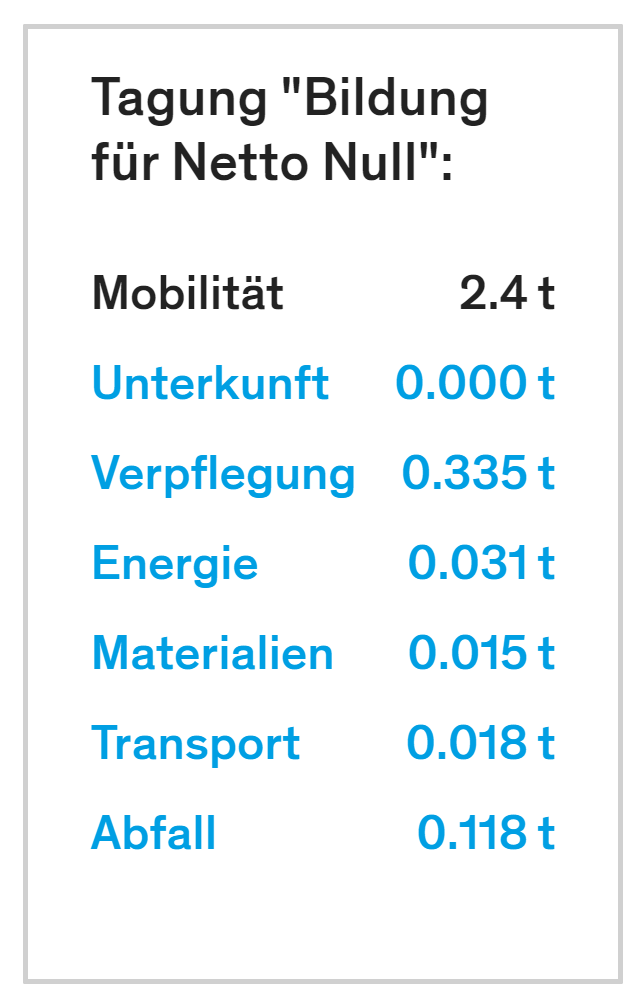 Tagung "Bildung
für Netto Null":
Mobilität 2.4 t
Unterkunft 0.000 t
Verpflegung 0.335 t
Energie 0.031 t
Materialien 0.015 t
Transport 0.018 t
Abfall 0.118 t